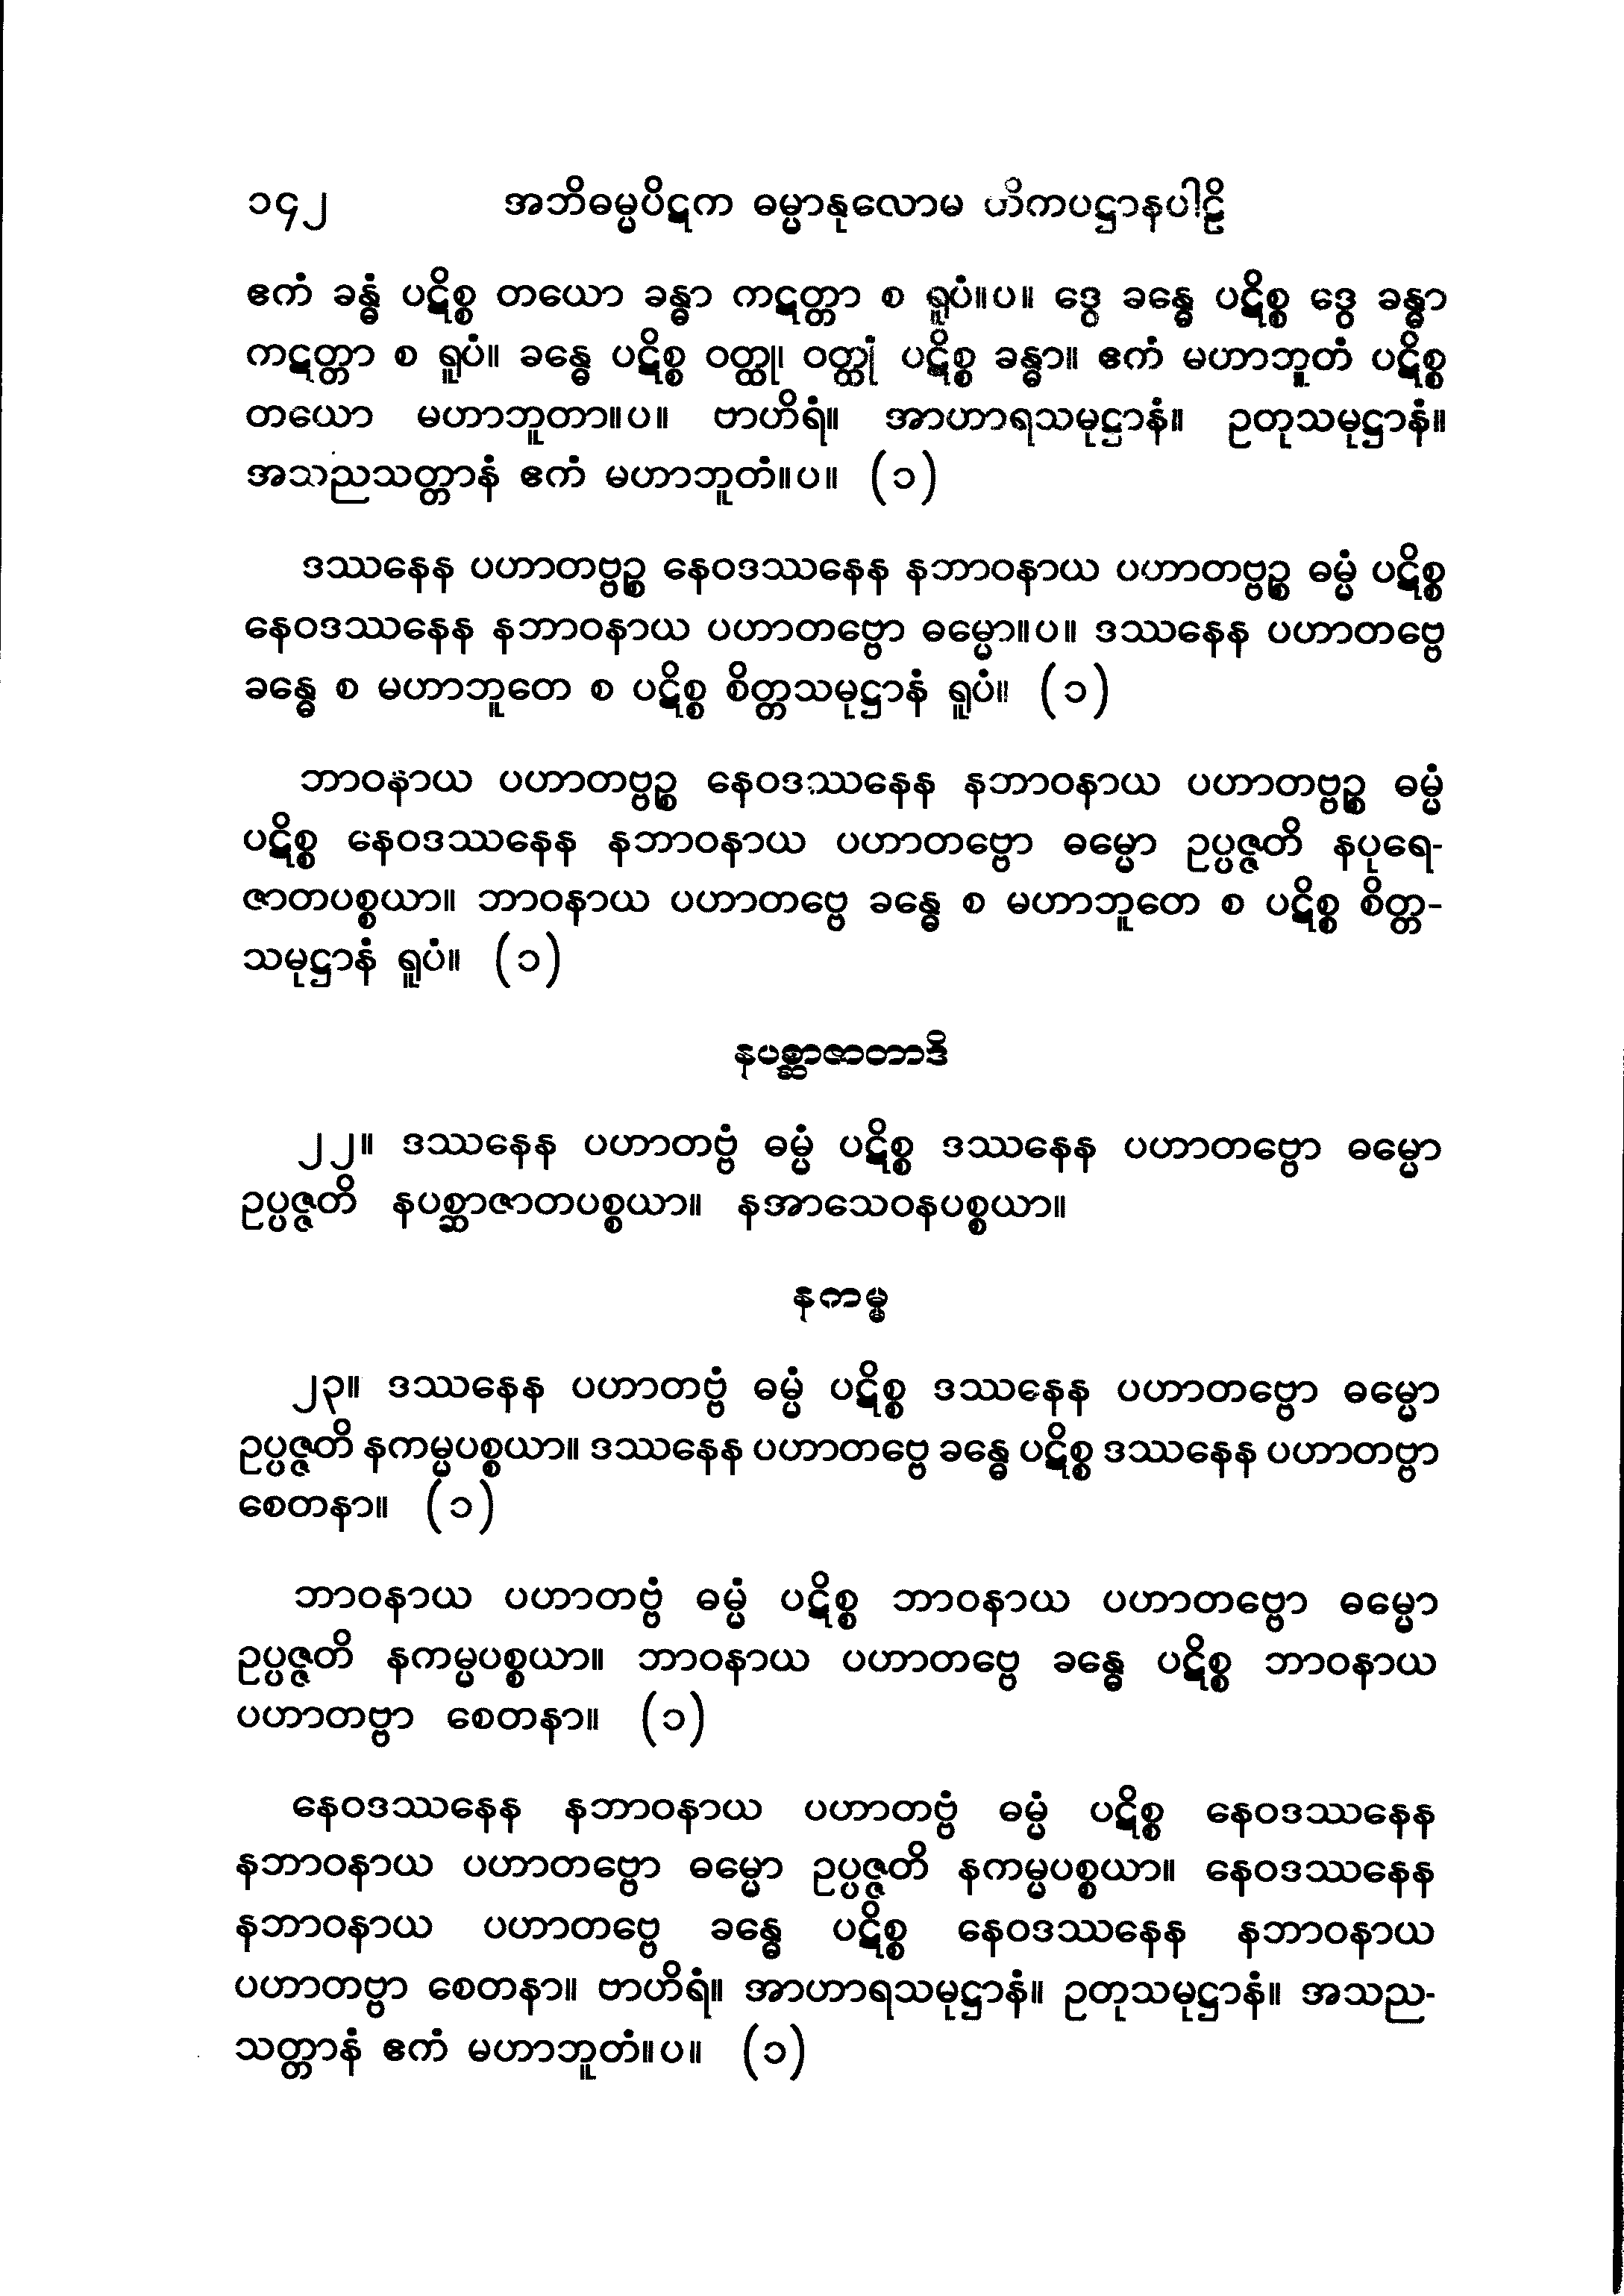 ၁၄၂ အဘိဓမ္မပိဋက ဓမ္မာနုလောမ တိကပဋ္ဌာနပါဠိ
ဧကံ ခန္ဓံ ပဋိစ္စ တယော ခန္ဓာ ကဋတ္တာ စ ရူပံ။ပ။ ဒွေ ခန္ဓေ ပဋိစ္စ ဒွေ ခန္ဓာ
ကဋတ္တာ စ ရူပံ။ ခန္ဓေ ပဋိစ္စ ဝတ္ထု၊ ဝတ္ထုံ ပဋိစ္စ ခန္ဓာ။ ဧကံ မဟာဘူတံ ပဋိစ္စ
တယော မဟာဘူတာ။ပ။ ဗာဟိရံ။ အာဟာရသမုဋ္ဌာနံ။ ဥတုသမုဋ္ဌာနံ။
အသညသတ္တာနံ ဧကံ မဟာဘူတံ။ပ။ (၁)
ဒဿနေန ပဟာတဗ္ဗဉ္စ နေဝဒဿနေန နဘာဝနာယ ပဟာတဗ္ဗဉ္စ ဓမ္မံ ပဋိစ္စ
နေဝဒဿနေန နဘာဝနာယ ပဟာတဗ္ဗော ဓမ္မော။ပ။ ဒဿနေန ပဟာတဗ္ဗေ
ခန္ဓေ စ မဟာဘူတေ စ ပဋိစ္စ စိတ္တသမုဋ္ဌာနံ ရူပံ။ (၁)
ဘာဝနာယ ပဟာတဗ္ဗဉ္စ နေဝဒဿနေန နဘာဝနာယ ပဟာတဗ္ဗဉ္စ ဓမ္မံ
ပဋိစ္စ နေဝဒဿနေန နဘာဝနာယ ပဟာတဗ္ဗော ဓမ္မော ဥပ္ပဇ္ဇတိ နပုရေ-
ဇာတပစ္စယာ။ ဘာဝနာယ ပဟာတဗ္ဗေ ခန္ဓေ စ မဟာဘူတေ စ ပဋိစ္စ စိတ္တ-
သမုဋ္ဌာနံ ရူပံ။ (၁)
နပစ္ဆာဇာတာဒိ
၂၂။ ဒဿနေန ပဟာတဗ္ဗံ ဓမ္မံ ပဋိစ္စ ဒဿနေန ပဟာတဗ္ဗော ဓမ္မော
ဥပ္ပဇ္ဇတိ နပစ္ဆာဇာတပစ္စယာ။ နအာသေဝနပစ္စယာ။
နကမ္မ
၂၃။ ဒဿနေန ပဟာတဗ္ဗံ ဓမ္မံ ပဋိစ္စ ဒဿနေန ပဟာတဗ္ဗော ဓမ္မော
ဥပ္ပဇ္ဇတိ နကမ္မပစ္စယာ။ ဒဿနေန ပဟာတဗ္ဗေ ခန္ဓေ ပဋိစ္စ ဒဿနေန ပဟာတဗ္ဗာ
စေတနာ။ (၁)
ဘာဝနာယ ပဟာတဗ္ဗံ ဓမ္မံ ပဋိစ္စ ဘာဝနာယ ပဟာတဗ္ဗော ဓမ္မော
ဥပ္ပဇ္ဇတိ နကမ္မပစ္စယာ။ ဘာဝနာယ ပဟာတဗ္ဗေ ခန္ဓေ ပဋိစ္စ ဘာဝနာယ
ပဟာတဗ္ဗာ စေတနာ။ (၁)
နေဝဒဿနေန နဘာဝနာယ ပဟာတဗ္ဗံ ဓမ္မံ ပဋိစ္စ နေဝဒဿနေန
နဘာဝနာယ ပဟာတဗ္ဗော ဓမ္မော ဥပ္ပဇ္ဇတိ နကမ္မပစ္စယာ။ နေဝဒဿနေန
နဘာဝနာယ ပဟာတဗ္ဗေ ခန္ဓေ ပဋိစ္စ နေဝဒဿနေန နဘာဝနာယ
ပဟာတဗ္ဗာ စေတနာ။ ဗာဟိရံ။ အာဟာရသမုဋ္ဌာနံ။ ဥတုသမုဋ္ဌာနံ။ အသည-
သတ္တာနံ ဧကံ မဟာဘူတံ။ပ။ (၁)